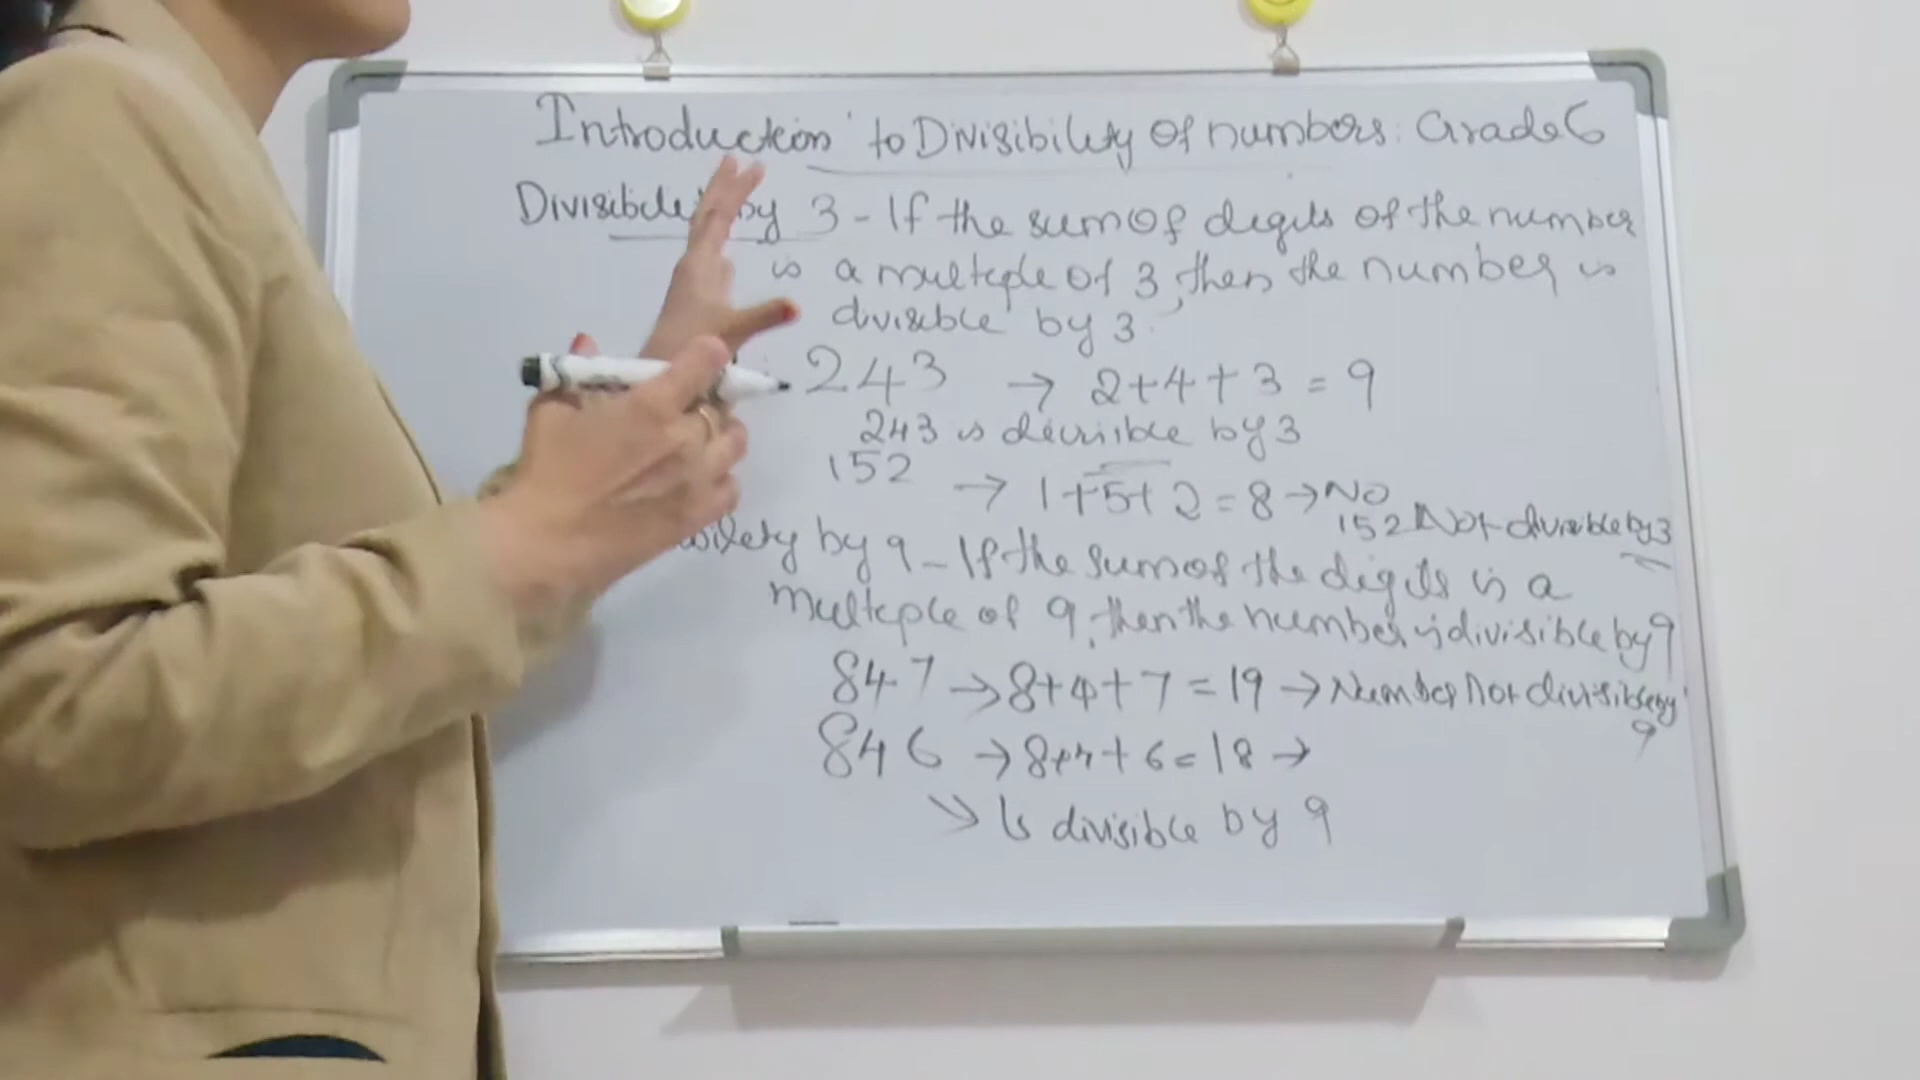 Introduction to Divisibility of numbers: Grade 6
Divisible by 3 - If the sum of digits of the number
is a multiple of 3, then the number is
divisible by 3.
243 → 2+4+3 = 9
243 is divisible by 3
152 → 1+5+2 = 8 → No
152 Not divisible by 3
by 9 - If the sum of the digits is a
multiple of 9, then the number is divisible by 9
847 → 8+4+7 = 19 → Number Not divisible by
9
846 → 8+4+6 = 18 →
Is divisible by 9